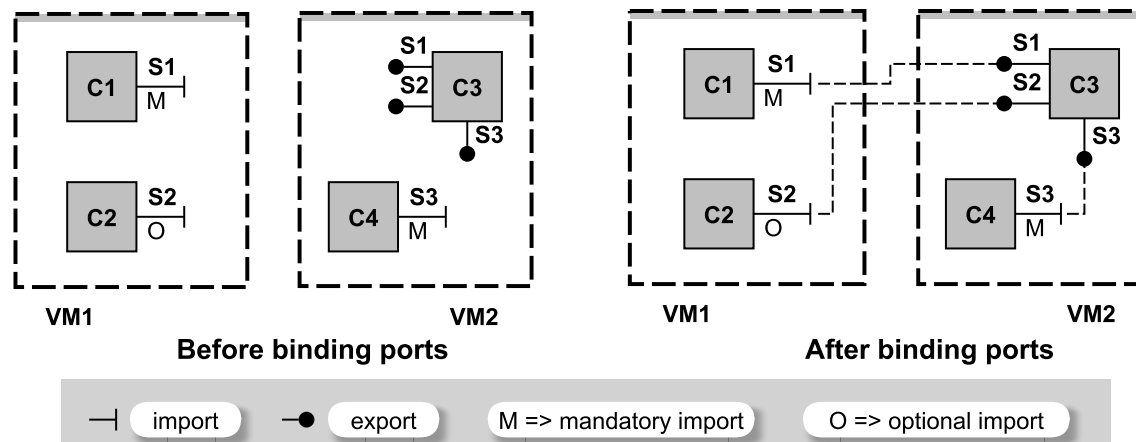 S1
C1
M
S2
C2
O
VM1
S1
S2
C3
S3
S3
C4
M
VM2
Before binding ports
S1
C1
M
S2
C2
O
VM1
S1
S2
C3
S3
S3
C4
M
VM2
After binding ports
import
export
M => mandatory import
O => optional import